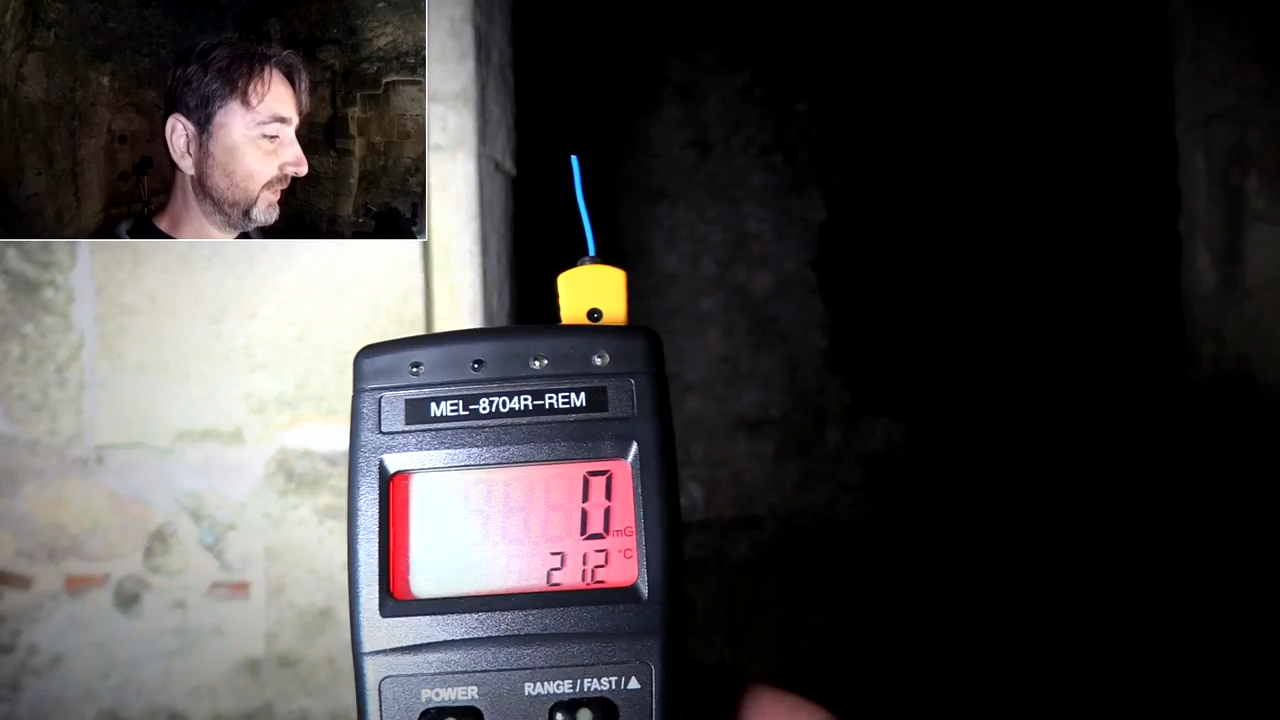 MEL-8704R-REM
0 mG
21.2 °C
POWER
RANGE / FAST / ▲